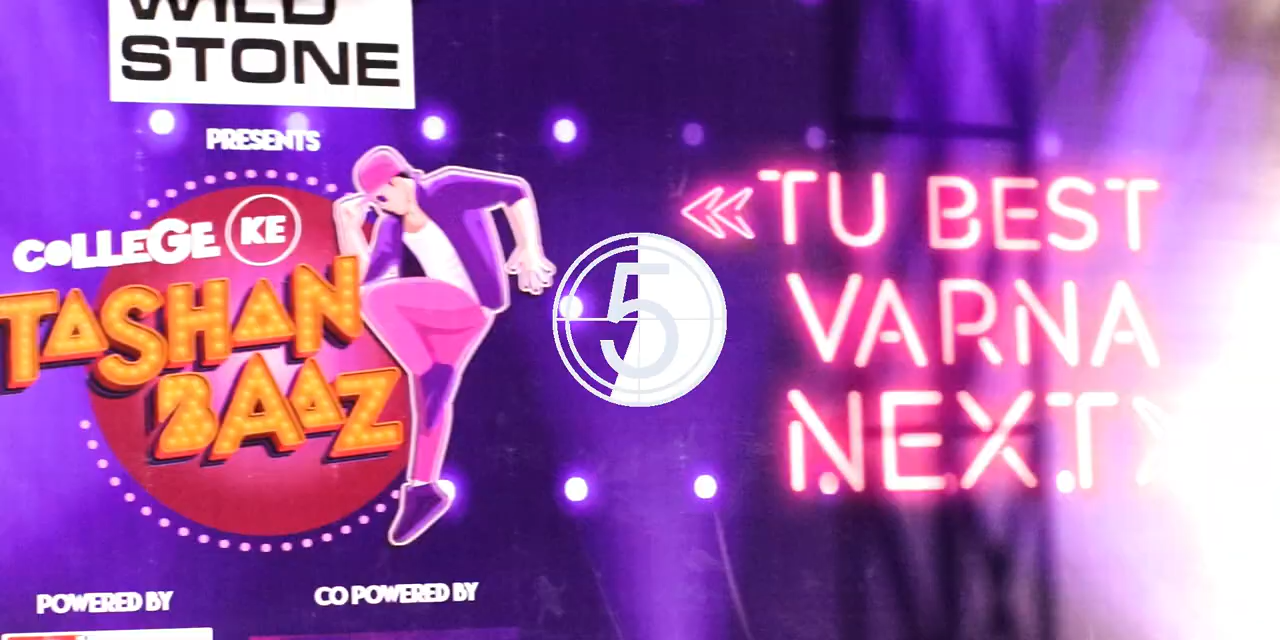 WILD
STONE
PRESENTS
COLLEGE KE
TASHAN
BAAZ
POWERED BY
CO POWERED BY
5
TU BEST
VARNA
NEXT